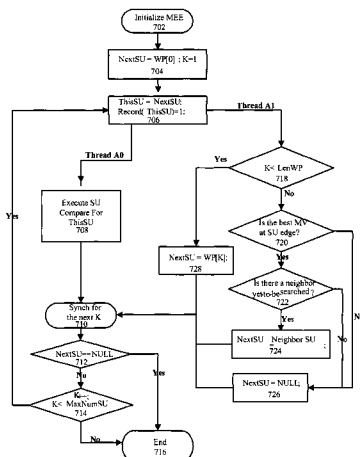 Initialize MEE
702
NextSU = WP[0] ; K=1
704
ThisSU = NextSU;
Record( ThisSU)=1;
706
Thread A0
Thread A1
Execute SU
Compare For
ThisSU
708
Yes
K< LenWP
718
Yes
No
Is the best MV
at SU edge?
720
Yes
NextSU = WP[K];
728
Is there a neighbor
yet-to-be searched?
722
Yes
No
N
NextSU Neighbor SU ;
724
NextSU = NULL;
726
Synch for
the next K
710
NextSU==NULL
712
Yes
No
K< MaxNumSU
714
No
End
716